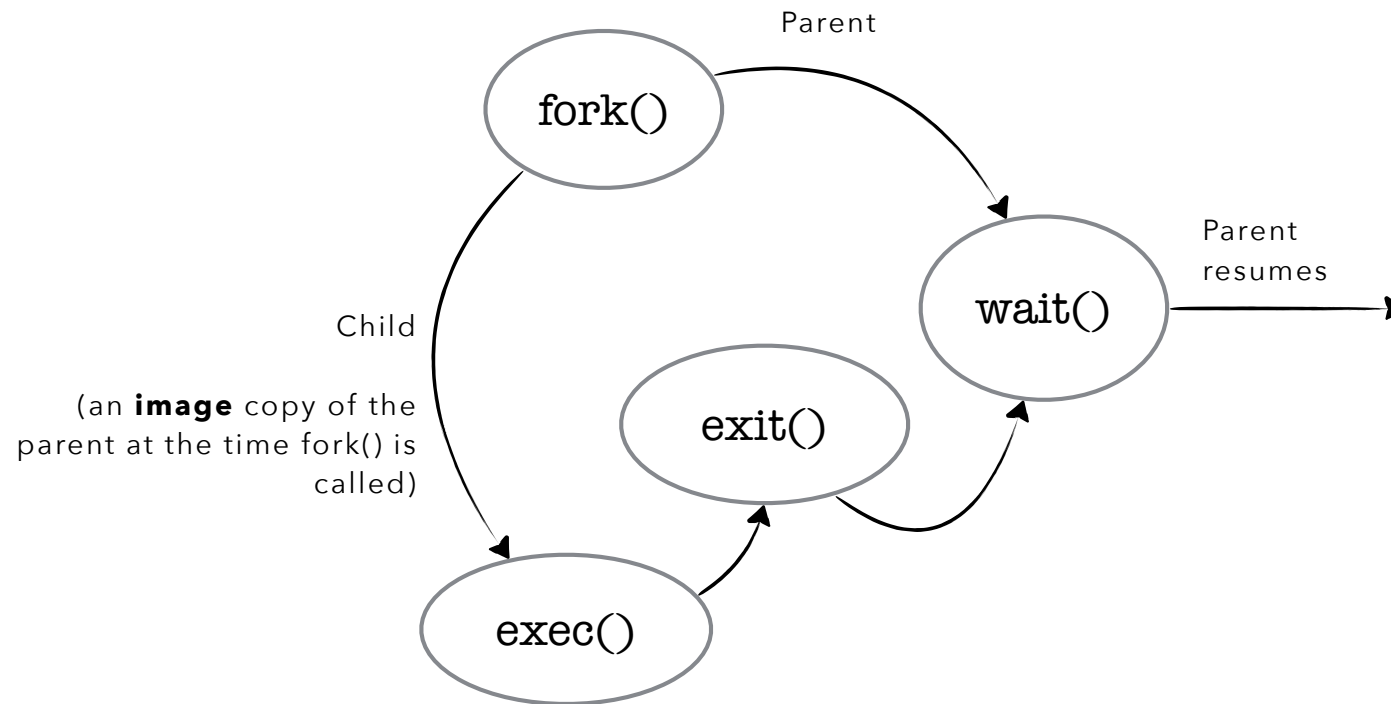 Parent
fork()
Parent
resumes
wait()
Child
(an image copy of the
parent at the time fork() is
called)
exit()
exec()